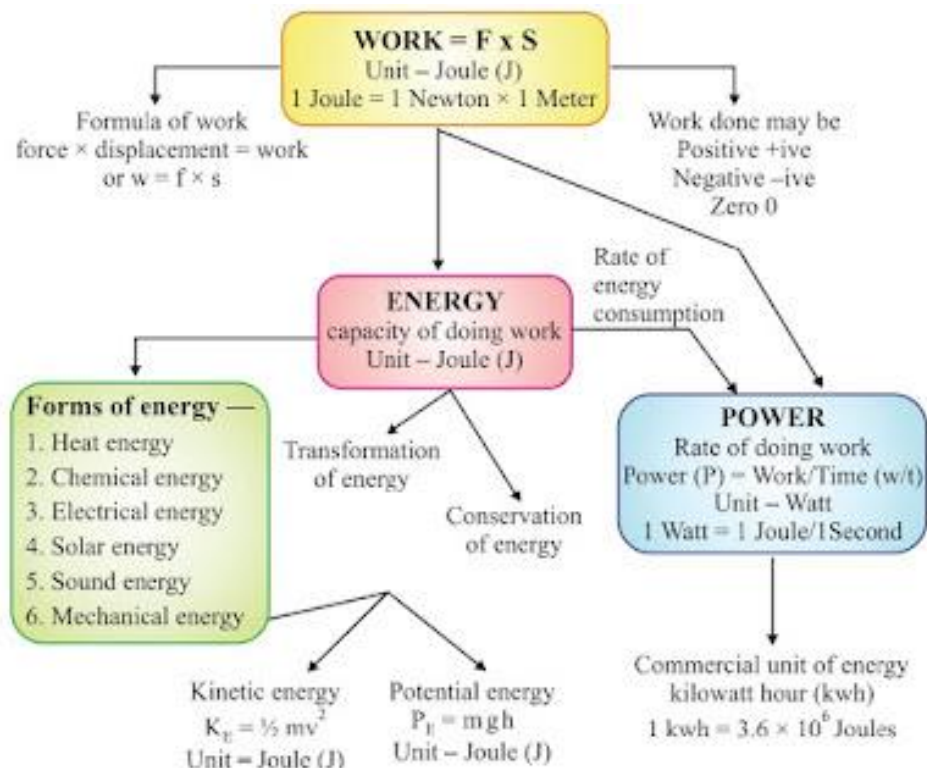 WORK = F x S
Unit – Joule (J)
1 Joule = 1 Newton × 1 Meter
Formula of work
force × displacement = work
or w = f × s
Work done may be
Positive +ive
Negative –ive
Zero 0
ENERGY
capacity of doing work
Unit – Joule (J)
Rate of
energy
consumption
Forms of energy —
1. Heat energy
2. Chemical energy
3. Electrical energy
4. Solar energy
5. Sound energy
6. Mechanical energy
Transformation
of energy
Conservation
of energy
POWER
Rate of doing work
Power (P) = Work/Time (w/t)
Unit – Watt
1 Watt = 1 Joule/1Second
Kinetic energy
K_E = ½ mv²
Unit – Joule (J)
Potential energy
P_E = m g h
Unit – Joule (J)
Commercial unit of energy
kilowatt hour (kwh)
1 kwh = 3.6 × 10⁶ Joules